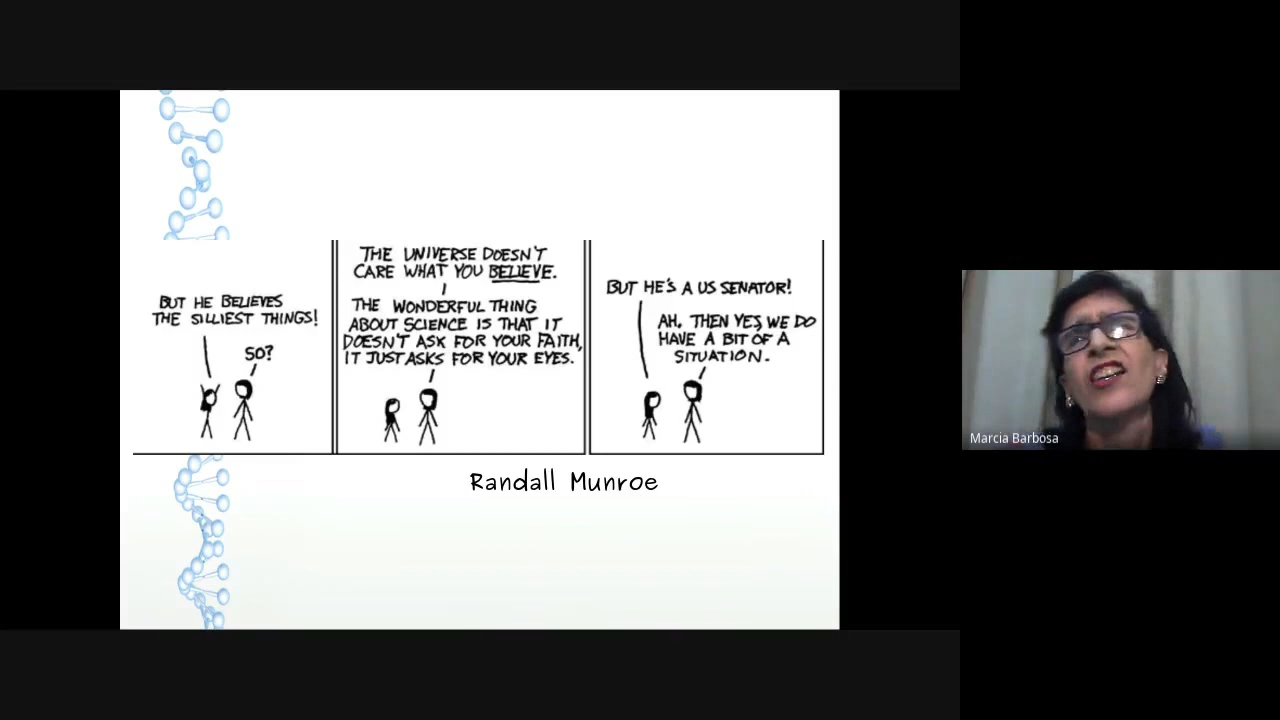 BUT HE BELIEVES
THE SILLIEST THINGS!
SO?
THE UNIVERSE DOESN'T
CARE WHAT YOU BELIEVE.
THE WONDERFUL THING
ABOUT SCIENCE IS THAT IT
DOESN'T ASK FOR YOUR FAITH,
IT JUST ASKS FOR YOUR EYES.
BUT HE'S A US SENATOR!
AH, THEN YES, WE DO
HAVE A BIT OF A
SITUATION.
Randall Munroe
Marcia Barbosa